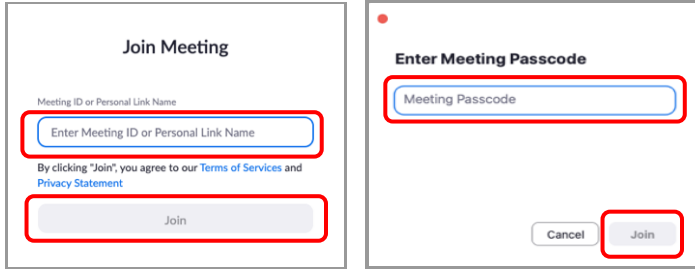 Join Meeting
Meeting ID or Personal Link Name
Enter Meeting ID or Personal Link Name
By clicking "Join", you agree to our Terms of Services and
Privacy Statement
Join
Enter Meeting Passcode
Meeting Passcode
Cancel
Join